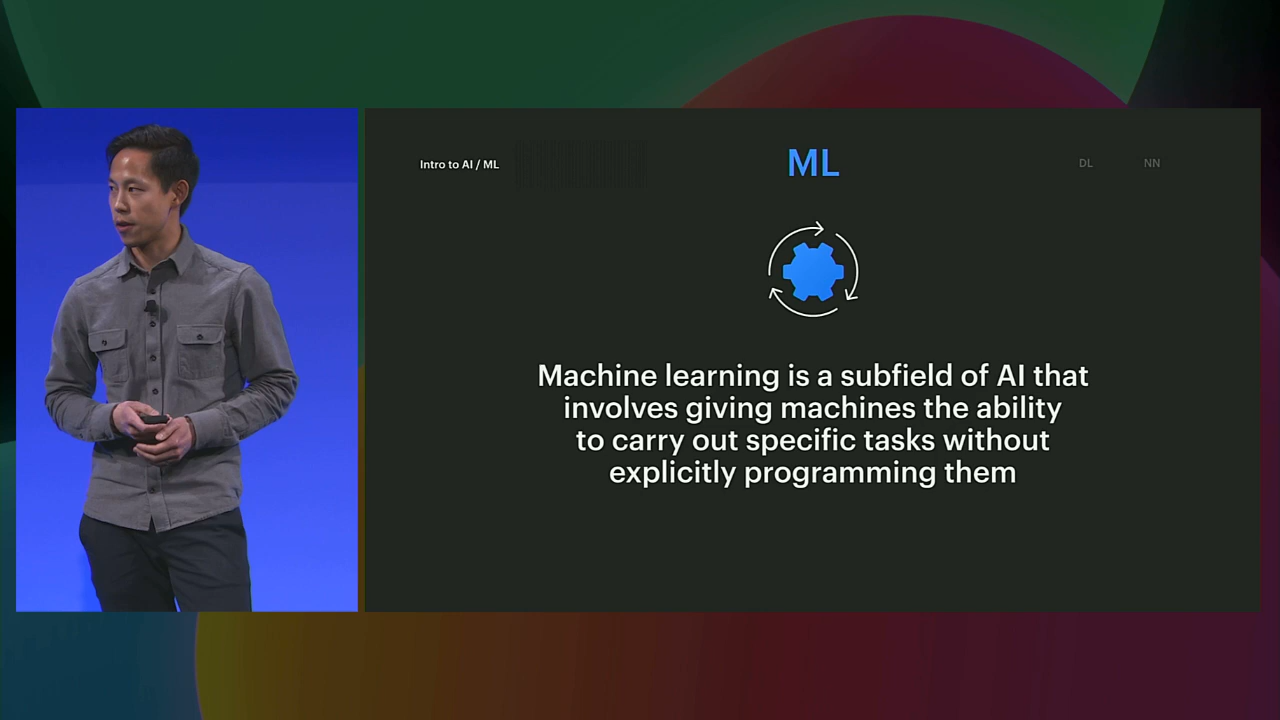 Intro to AI / ML
ML
DL
NN
Machine learning is a subfield of AI that
involves giving machines the ability
to carry out specific tasks without
explicitly programming them